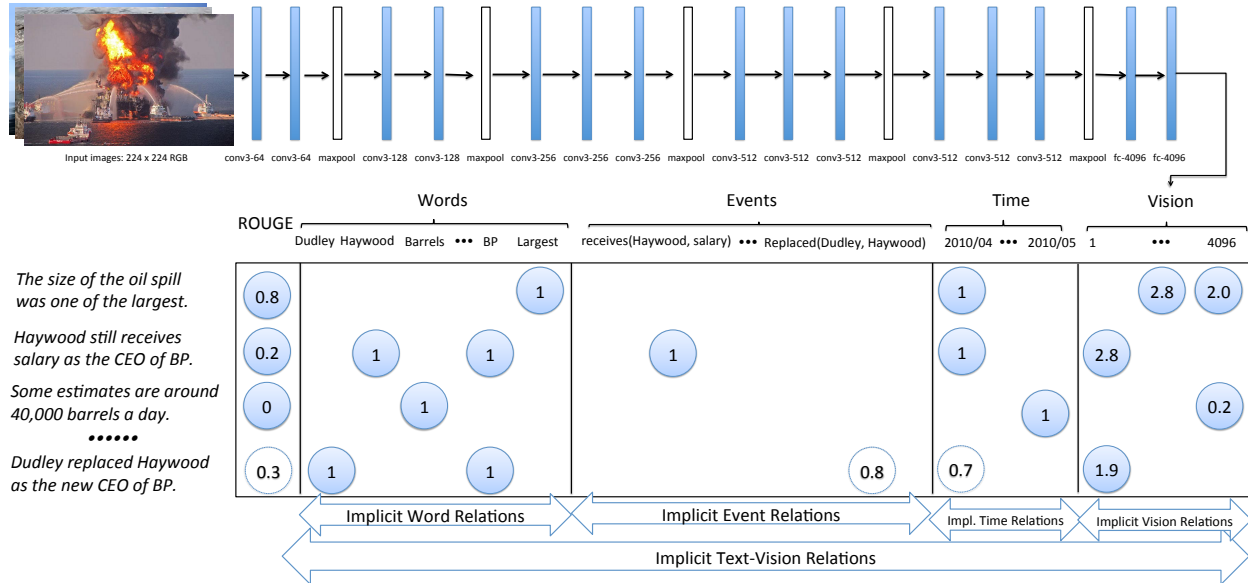 Input images: 224 x 224 RGB
conv3-64 conv3-64 maxpool conv3-128 conv3-128 maxpool conv3-256 conv3-256 conv3-256 maxpool conv3-512 conv3-512 conv3-512 maxpool conv3-512 conv3-512 conv3-512 maxpool fc-4096 fc-4096
Words Events Time Vision
ROUGE
Dudley Haywood Barrels ••• BP Largest receives(Haywood, salary) ••• Replaced(Dudley, Haywood) 2010/04 ••• 2010/05 1 ••• 4096
The size of the oil spill
was one of the largest.
0.8 1 1 2.8 2.0
Haywood still receives
salary as the CEO of BP.
0.2 1 1 1 1 2.8
Some estimates are around
40,000 barrels a day.
0 1 1 0.2
••••••
Dudley replaced Haywood
as the new CEO of BP.
0.3 1 1 0.8 0.7 1.9
Implicit Word Relations Implicit Event Relations Impl. Time Relations Implicit Vision Relations
Implicit Text-Vision Relations